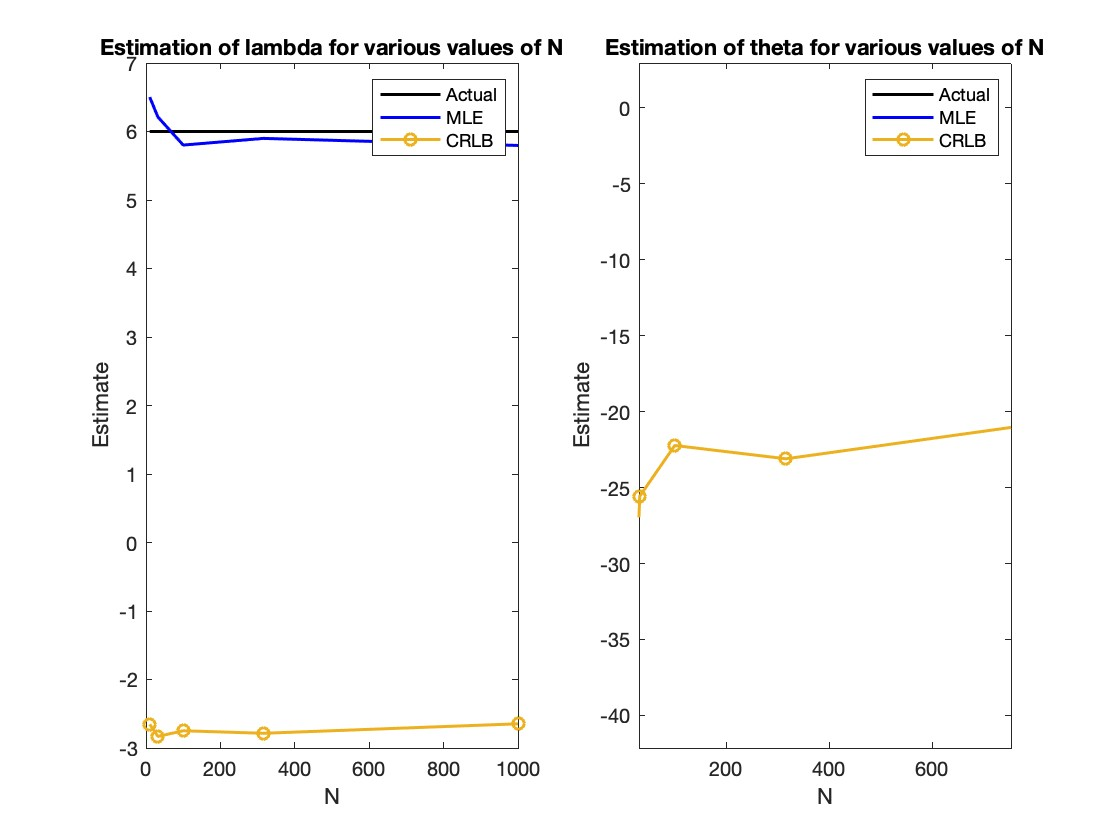 Estimation of lambda for various values of N
7
6
5
4
3
2
1
0
-1
-2
-3
Estimate
0 200 400 600 800 1000
N
Actual
MLE
CRLB
Estimation of theta for various values of N
0
-5
-10
-15
-20
-25
-30
-35
-40
Estimate
200 400 600
N
Actual
MLE
CRLB